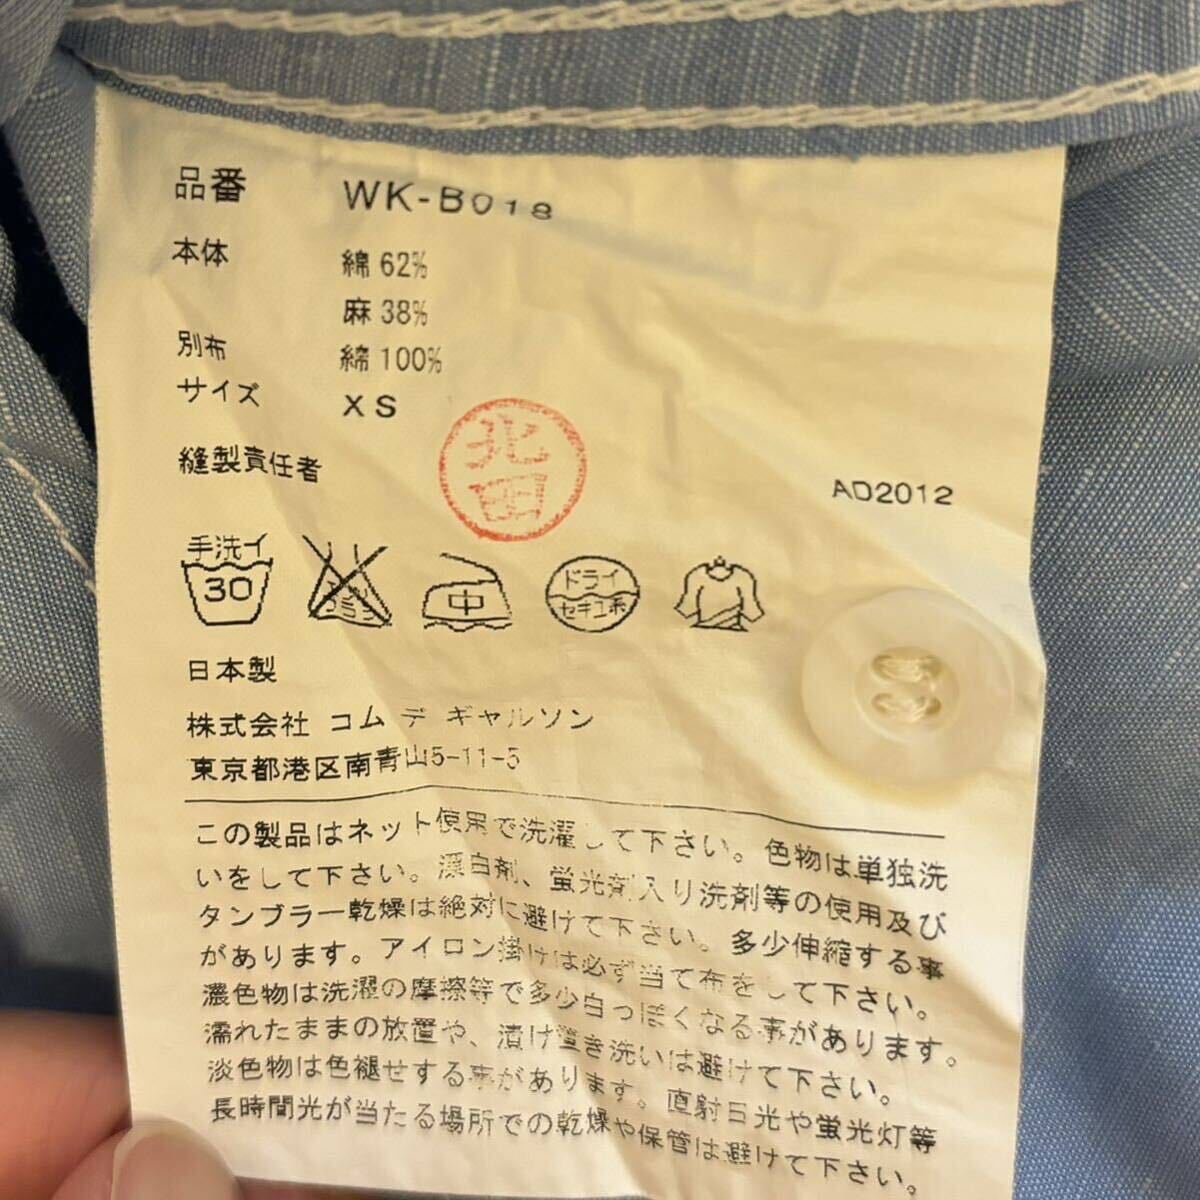 品番 WK-B018
本体 綿 62%
麻 38%
別布 綿 100%
サイズ XS
縫製責任者
北田
AD2012
手洗イ
30
エンソ
フラシ
中
ドライ
セキユ系
日本製
株式会社 コム デ ギャルソン
東京都港区南青山5-11-5
この製品はネット使用で洗濯して下さい。色物は単独洗
いをして下さい。漂白剤、蛍光剤入り洗剤等の使用及び
タンブラー乾燥は絶対に避けて下さい。多少伸縮する事
があります。アイロン掛けは必ず当て布をして下さい。
濃色物は洗濯の摩擦等で多少白っぽくなる事があります。
濡れたままの放置や、漬け置き洗いは避けて下さい。
淡色物は色褪せする事があります。直射日光や蛍光灯等
長時間光が当たる場所での乾燥や保管は避けて下さい。